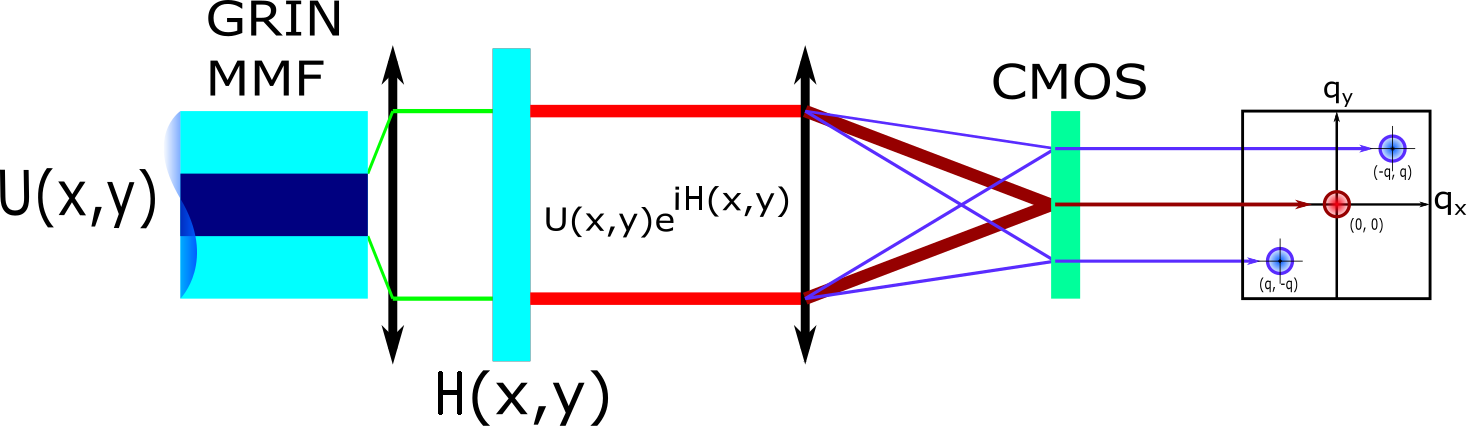 GRIN
MMF
U(x,y)
H(x,y)
U(x,y)e^{iH(x,y)}
CMOS
q_y
q_x
(-q, q)
(0, 0)
(q, -q)